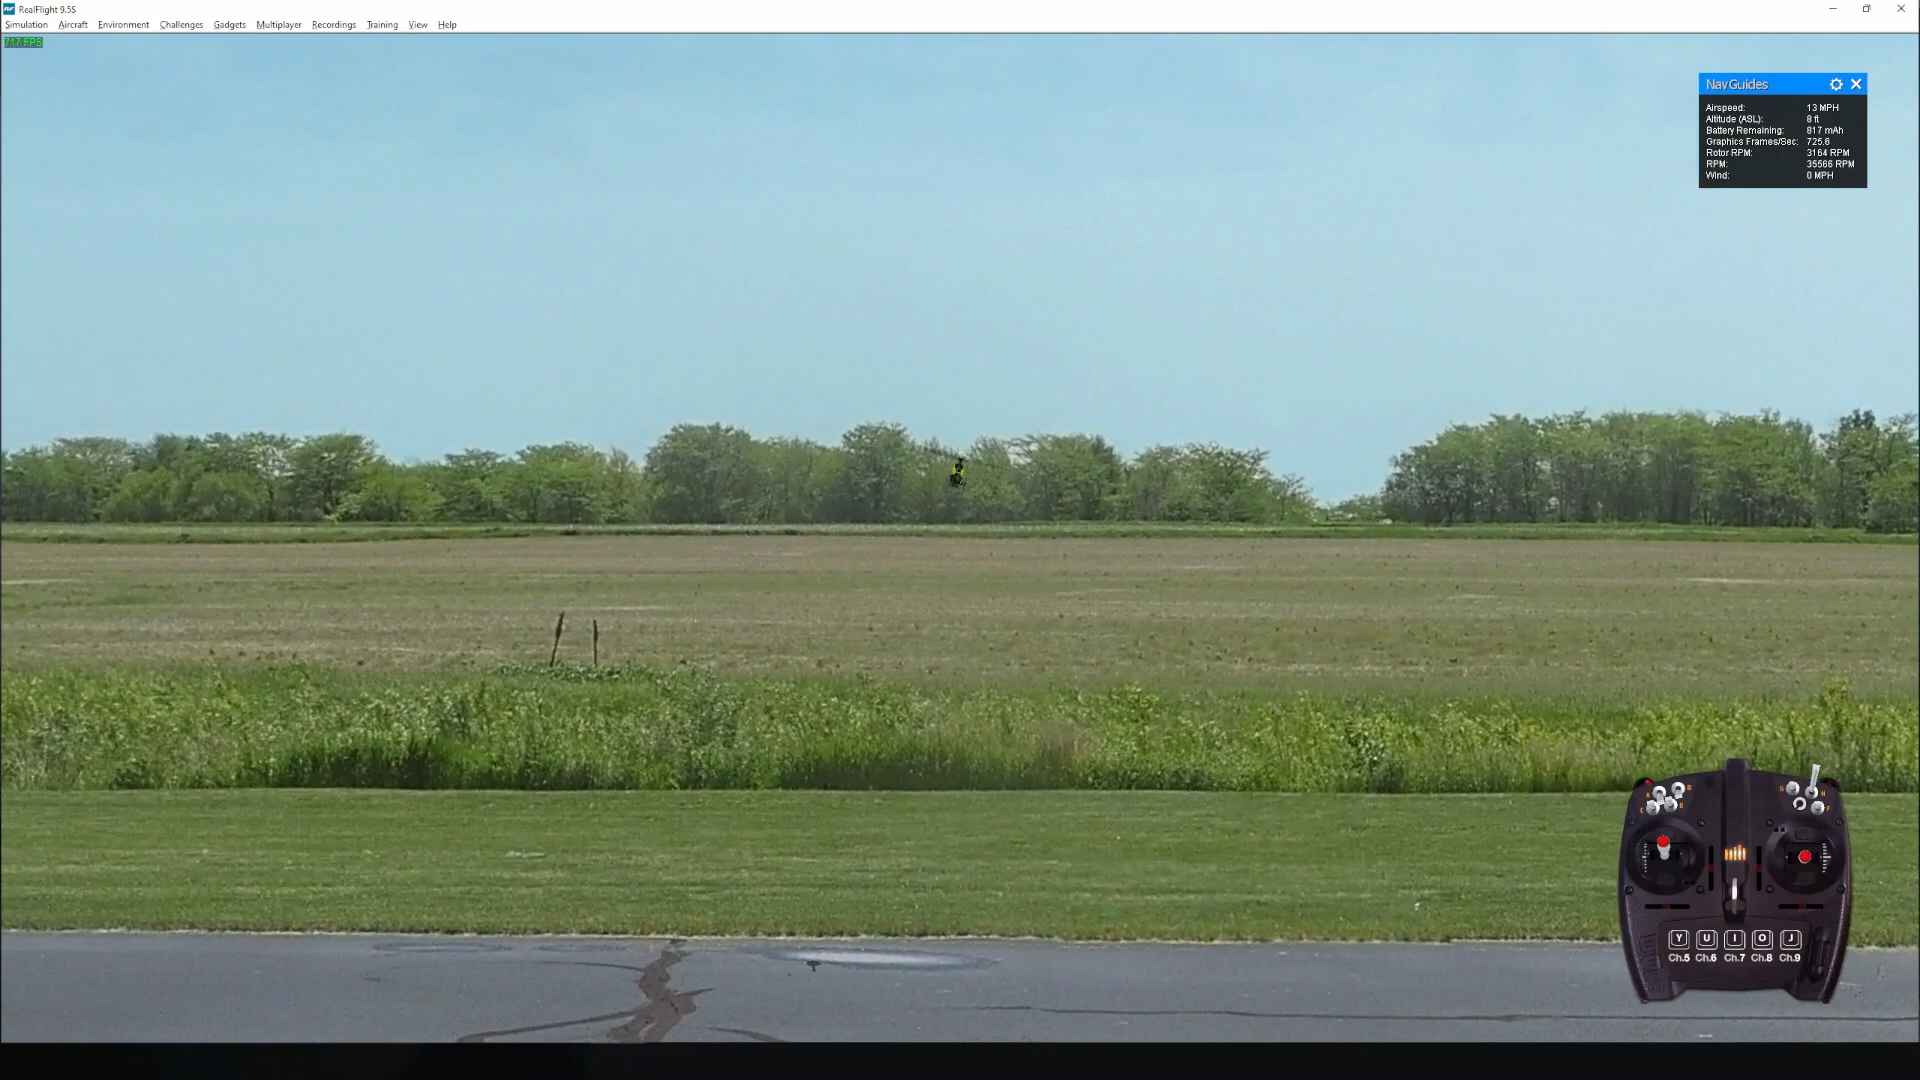 RealFlight 9.5S
Simulation Aircraft Environment Challenges Gadgets Multiplayer Recordings Training View Help
717 FPS
NavGuides
Airspeed: 13 MPH
Altitude (ASL): 8 ft
Battery Remaining: 817 mAh
Graphics Frames/Sec: 725.6
Rotor RPM: 3164 RPM
RPM: 35566 RPM
Wind: 0 MPH
Y U I O J
Ch.5 Ch.6 Ch.7 Ch.8 Ch.9